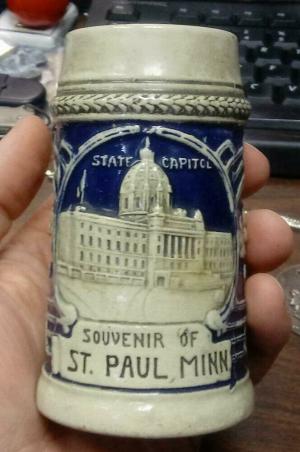 STATE CAPITOL
SOUVENIR OF
ST. PAUL MINN